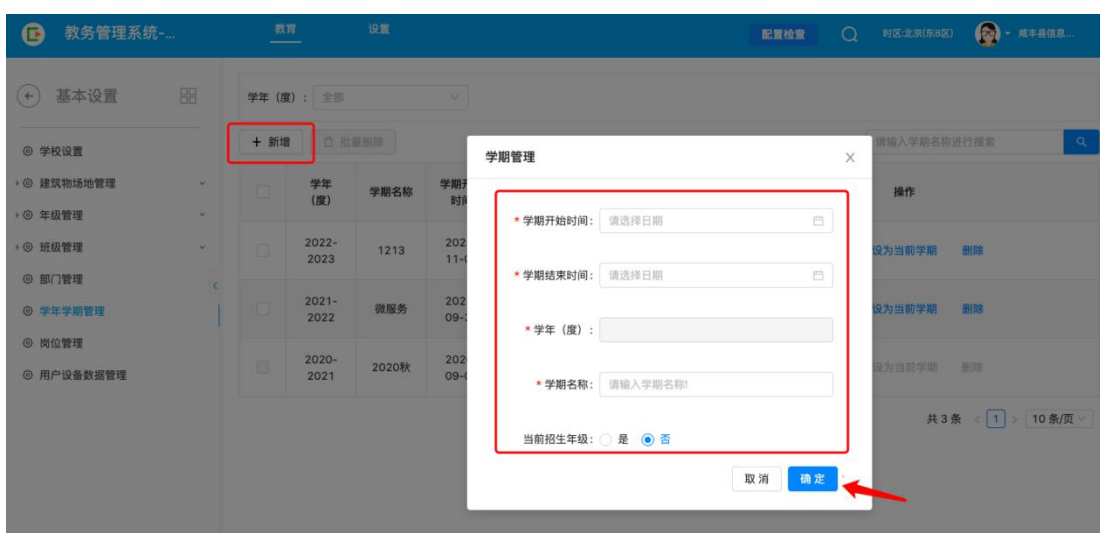 教务管理系统-...
教育
设置
配置检查
时区:北京(东8区)
咸丰县信息...
基本设置
学校设置
建筑物场地管理
年级管理
班级管理
部门管理
学年学期管理
岗位管理
用户设备数据管理
学年（度）：
全部
+ 新增
批量删除
请输入学期名称进行搜索
学年
（度）
学期名称
操作
2022-
2023
1213
202
11-0
设为当前学期
删除
2021-
2022
微服务
202
09-
设为当前学期
删除
2020-
2021
2020秋
202
09-0
设为当前学期
删除
共 3 条
< 1 >
10 条/页
学期管理
* 学期开始时间：
请选择日期
* 学期结束时间：
请选择日期
* 学年（度）：
* 学期名称：
请输入学期名称!
当前招生年级：
是
否
取 消
确 定